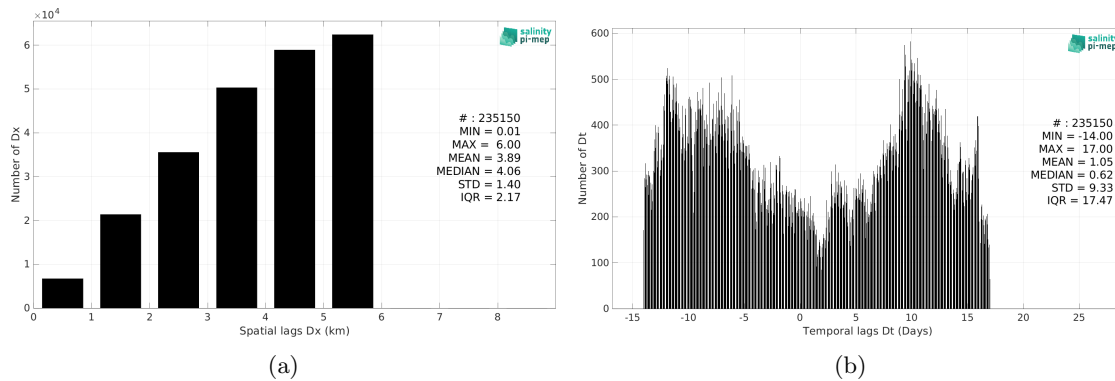 ×10⁴
salinity
pi-mep
6
5
4
3
2
1
0
Number of Dx
# : 235150
MIN = 0.01
MAX = 6.00
MEAN = 3.89
MEDIAN = 4.06
STD = 1.40
IQR = 2.17
0 1 2 3 4 5 6 7 8
Spatial lags Dx (km)
(a)
salinity
pi-mep
600
500
400
300
200
100
0
Number of Dt
# : 235150
MIN = -14.00
MAX = 17.00
MEAN = 1.05
MEDIAN = 0.62
STD = 9.33
IQR = 17.47
-15 -10 -5 0 5 10 15 20 25
Temporal lags Dt (Days)
(b)